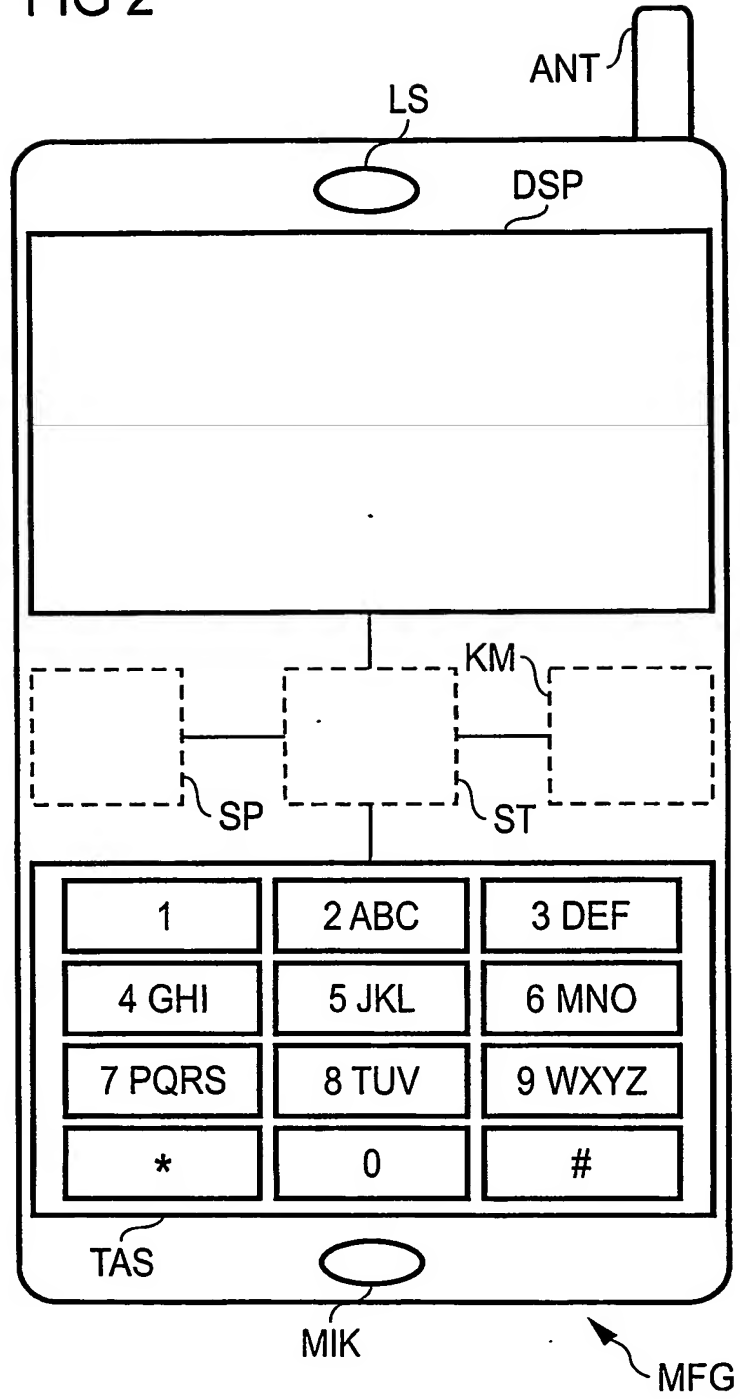 FIG 2
ANT
LS
DSP
KM
SP
ST
1
2 ABC
3 DEF
4 GHI
5 JKL
6 MNO
7 PQRS
8 TUV
9 WXYZ
*
0
#
TAS
MIK
MFG